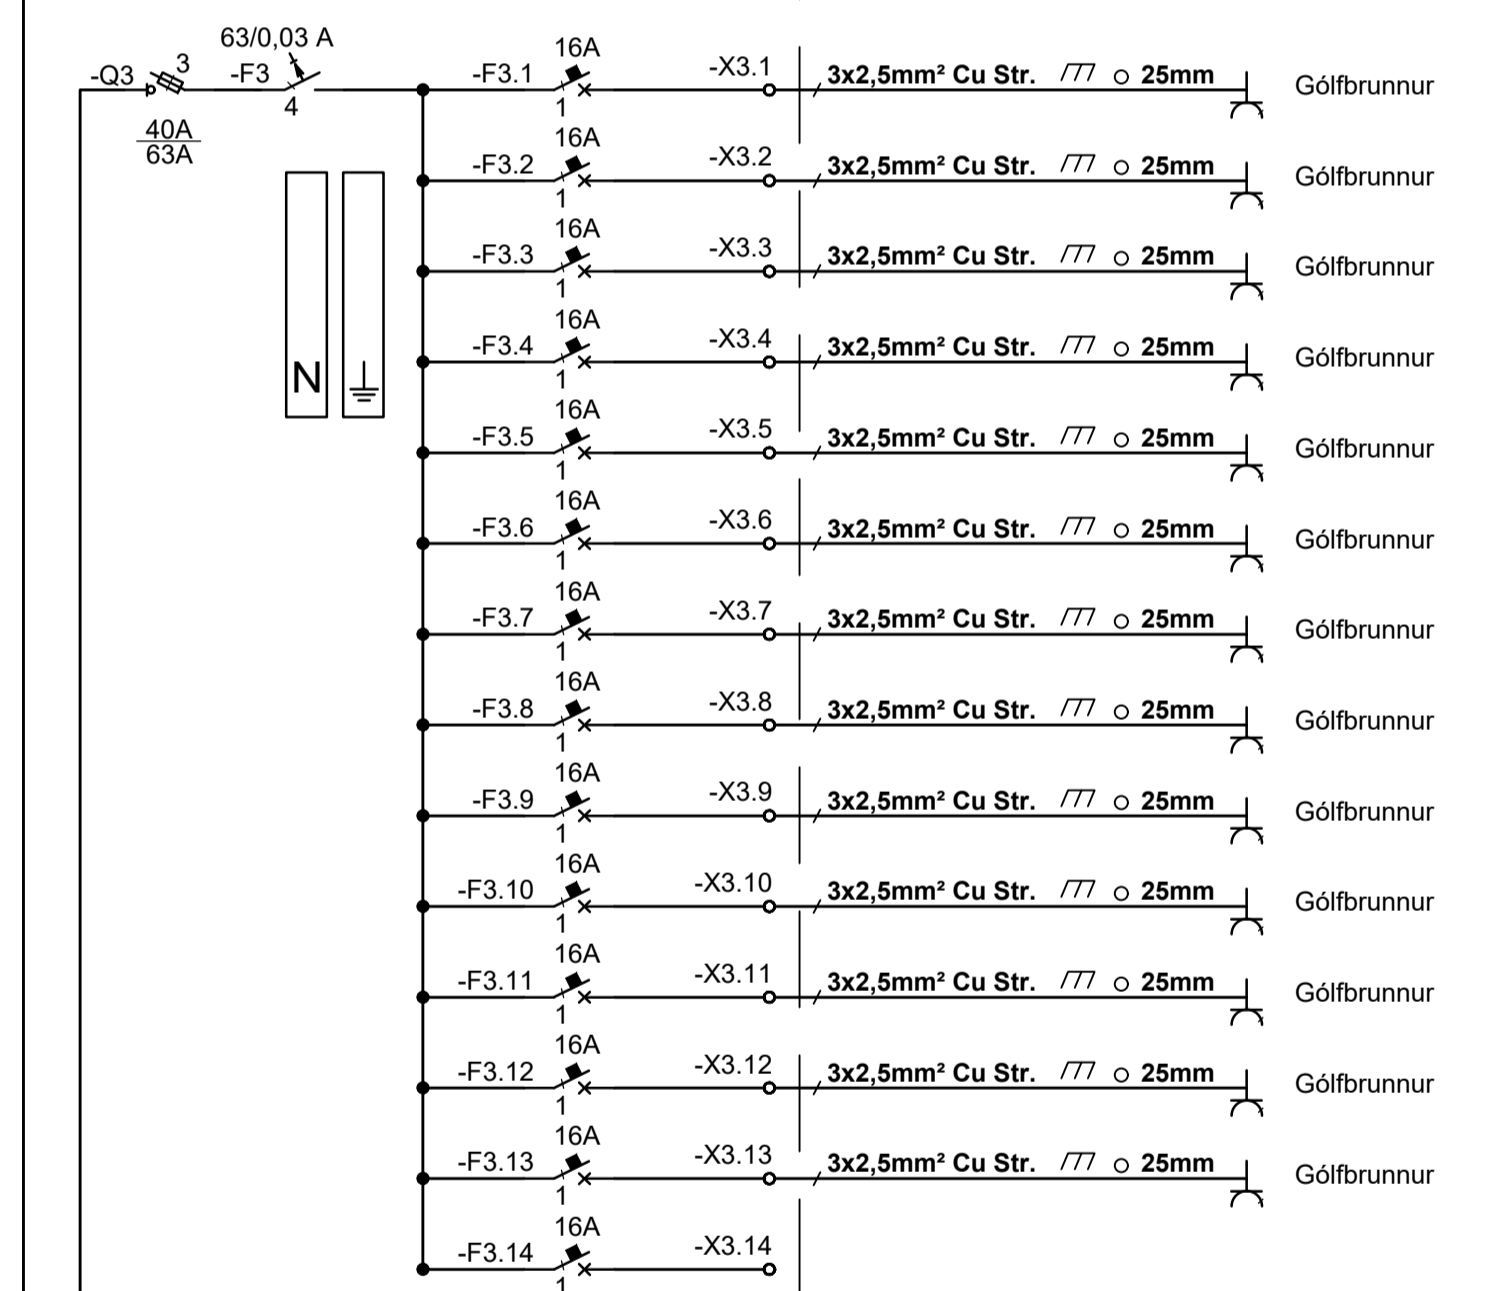 63/0,03 A
-Q3 3 -F3
4
40A
63A
N
16A
-F3.1 -X3.1 3x2,5mm² Cu Str. 25mm Gólfbrunnur
1
16A
-F3.2 -X3.2 3x2,5mm² Cu Str. 25mm Gólfbrunnur
1
16A
-F3.3 -X3.3 3x2,5mm² Cu Str. 25mm Gólfbrunnur
1
16A
-F3.4 -X3.4 3x2,5mm² Cu Str. 25mm Gólfbrunnur
1
16A
-F3.5 -X3.5 3x2,5mm² Cu Str. 25mm Gólfbrunnur
1
16A
-F3.6 -X3.6 3x2,5mm² Cu Str. 25mm Gólfbrunnur
1
16A
-F3.7 -X3.7 3x2,5mm² Cu Str. 25mm Gólfbrunnur
1
16A
-F3.8 -X3.8 3x2,5mm² Cu Str. 25mm Gólfbrunnur
1
16A
-F3.9 -X3.9 3x2,5mm² Cu Str. 25mm Gólfbrunnur
1
16A
-F3.10 -X3.10 3x2,5mm² Cu Str. 25mm Gólfbrunnur
1
16A
-F3.11 -X3.11 3x2,5mm² Cu Str. 25mm Gólfbrunnur
1
16A
-F3.12 -X3.12 3x2,5mm² Cu Str. 25mm Gólfbrunnur
1
16A
-F3.13 -X3.13 3x2,5mm² Cu Str. 25mm Gólfbrunnur
1
16A
-F3.14 -X3.14
1